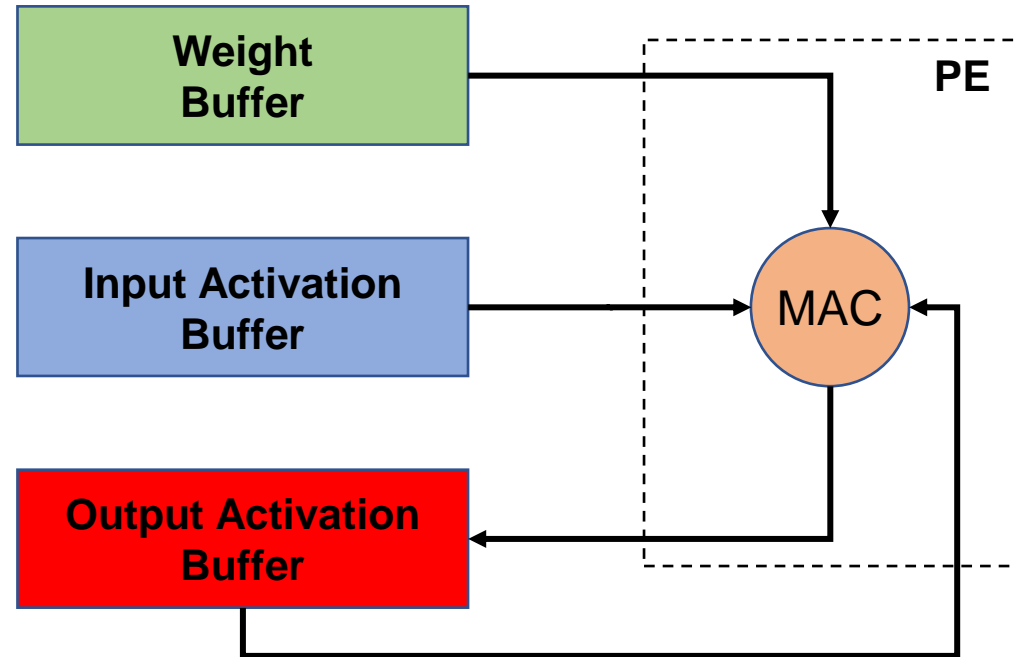 Weight
Buffer
PE
Input Activation
Buffer
MAC
Output Activation
Buffer